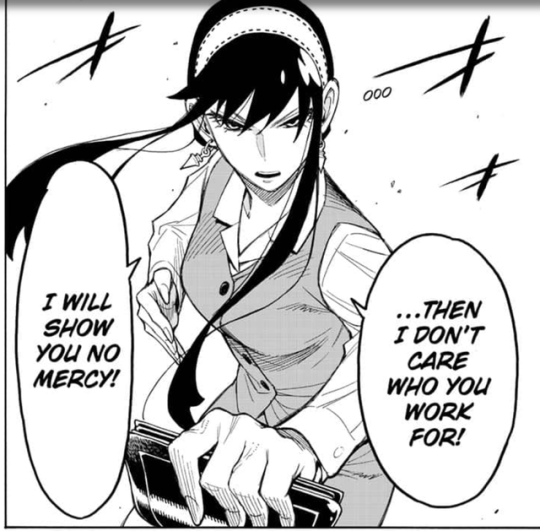 ...THEN
I DON'T
CARE
WHO YOU
WORK
FOR!
I WILL
SHOW
YOU NO
MERCY!